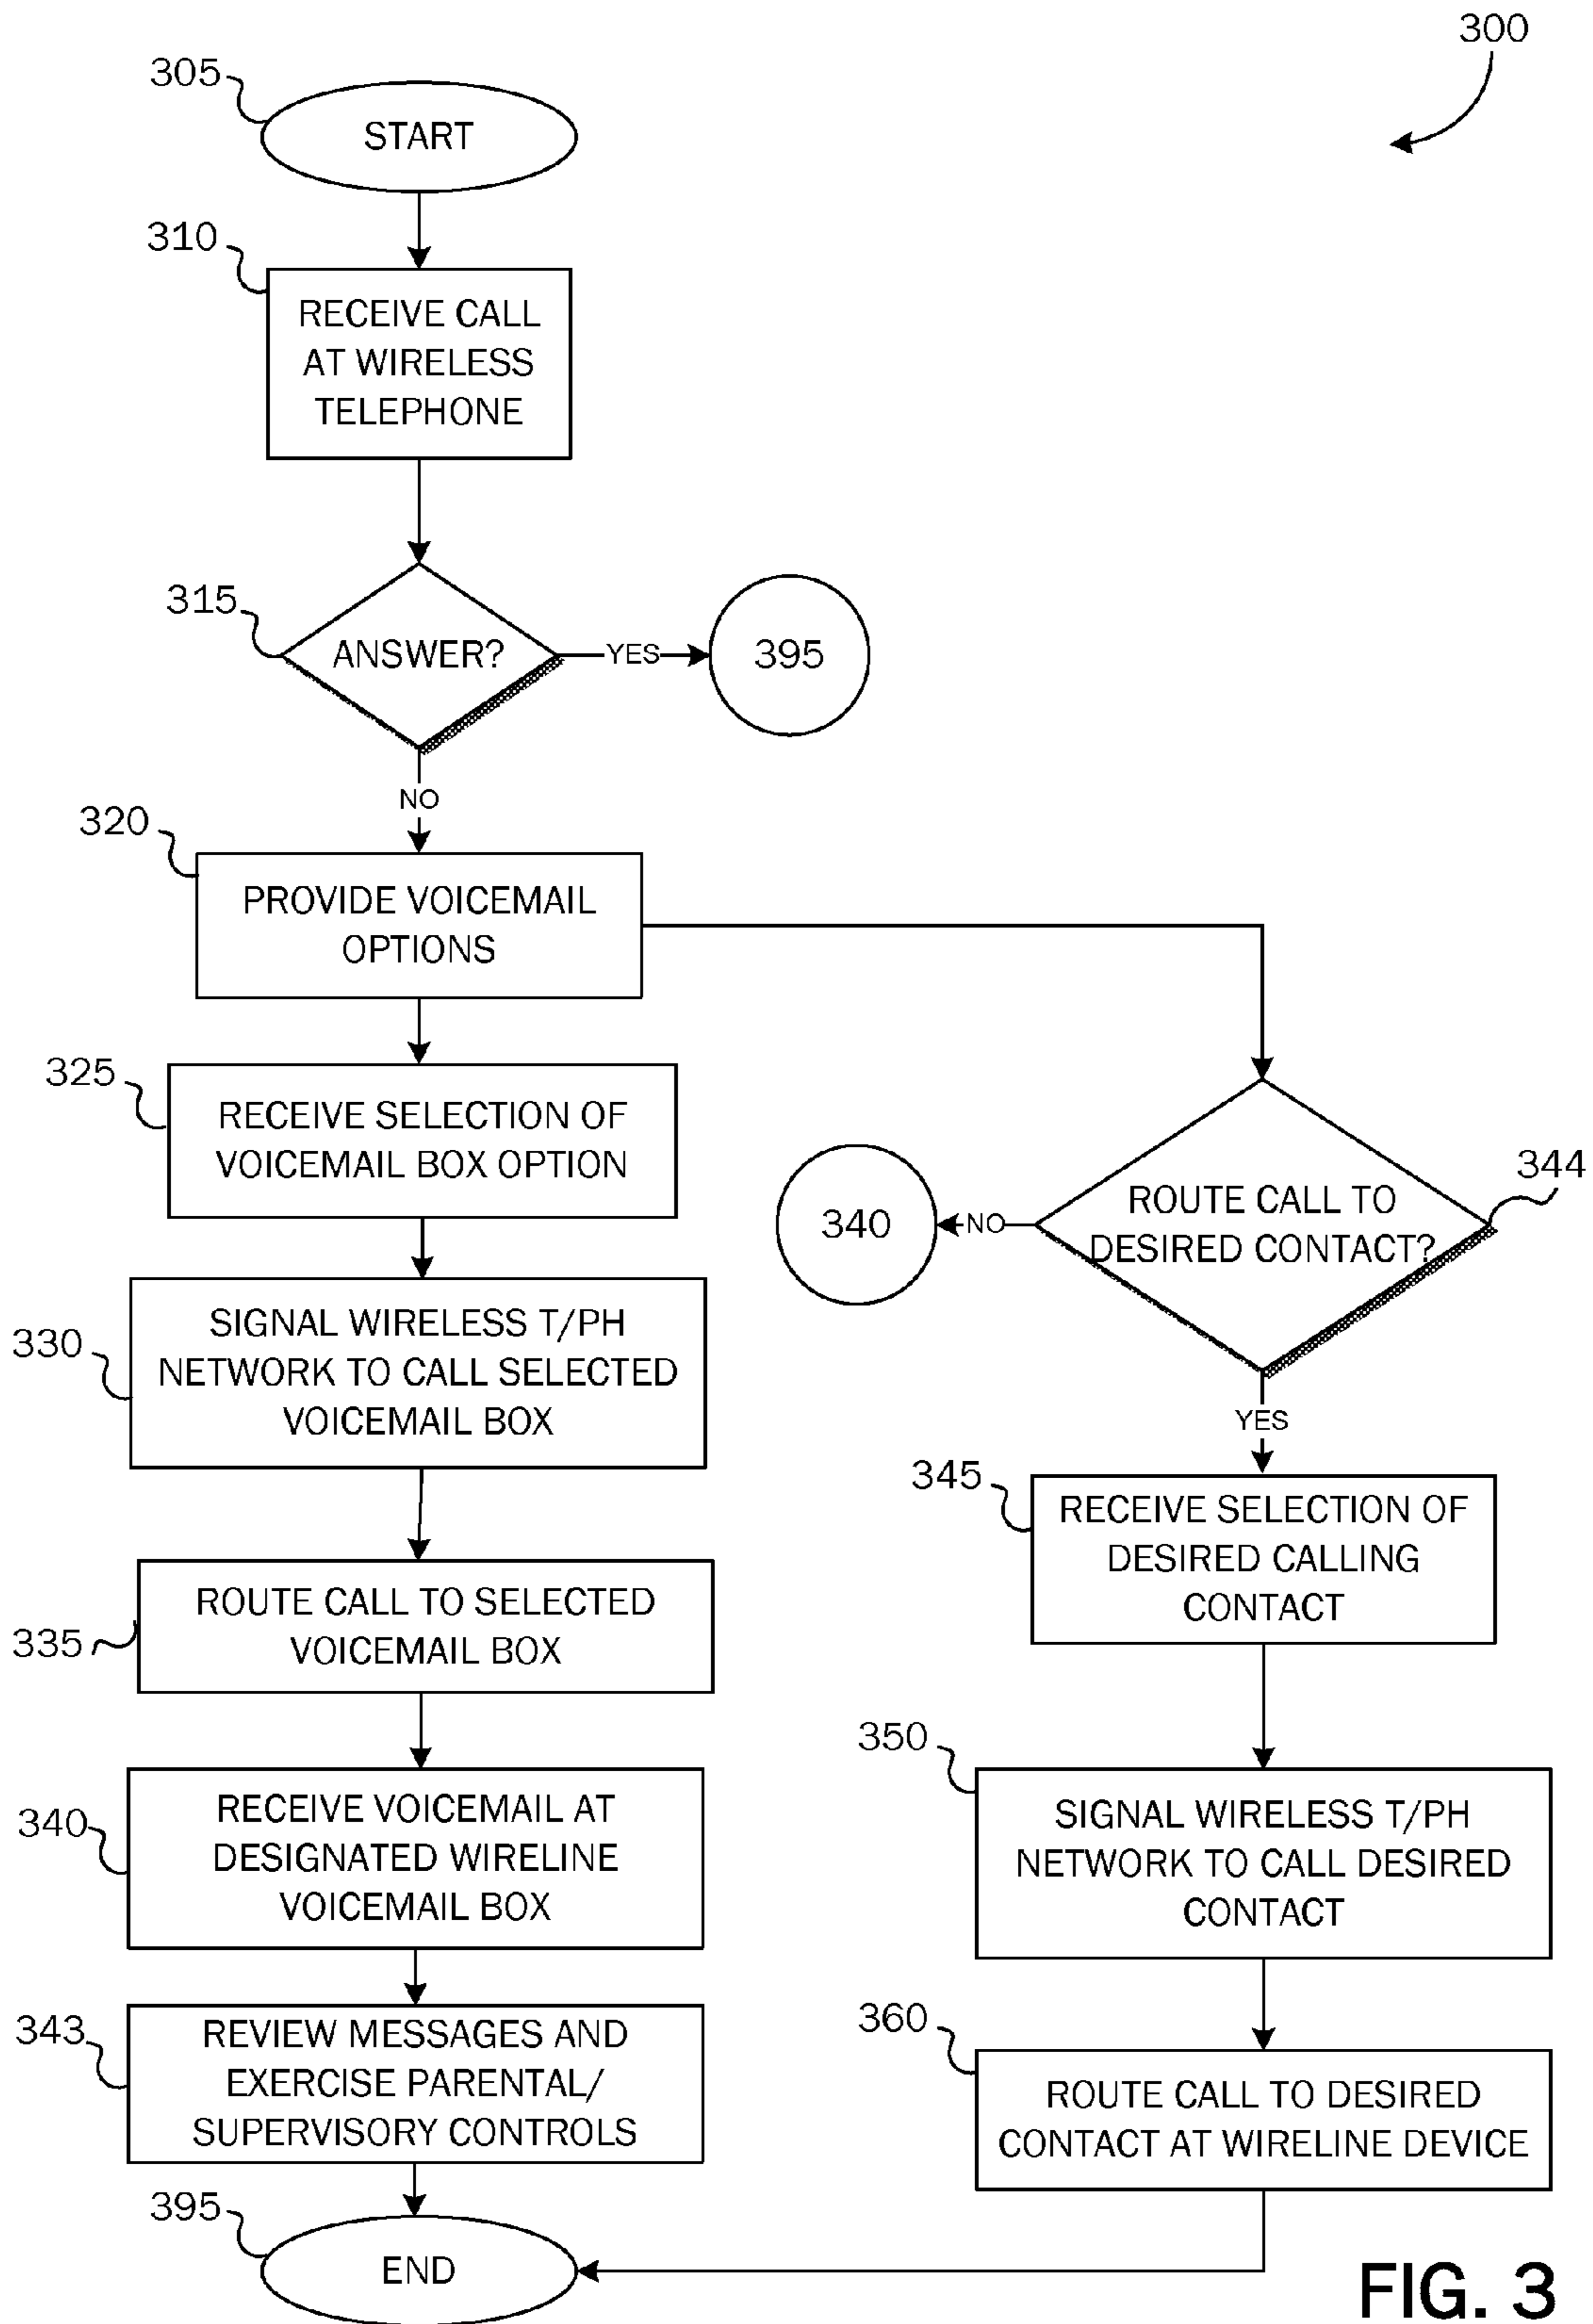 300
305
START
310
RECEIVE CALL
AT WIRELESS
TELEPHONE
315
ANSWER?
YES
395
NO
320
PROVIDE VOICEMAIL
OPTIONS
325
RECEIVE SELECTION OF
VOICEMAIL BOX OPTION
330
SIGNAL WIRELESS T/PH
NETWORK TO CALL SELECTED
VOICEMAIL BOX
335
ROUTE CALL TO SELECTED
VOICEMAIL BOX
340
RECEIVE VOICEMAIL AT
DESIGNATED WIRELINE
VOICEMAIL BOX
343
REVIEW MESSAGES AND
EXERCISE PARENTAL/
SUPERVISORY CONTROLS
344
ROUTE CALL TO
DESIRED CONTACT?
NO
340
YES
345
RECEIVE SELECTION OF
DESIRED CALLING
CONTACT
350
SIGNAL WIRELESS T/PH
NETWORK TO CALL DESIRED
CONTACT
360
ROUTE CALL TO DESIRED
CONTACT AT WIRELINE DEVICE
395
END
FIG. 3